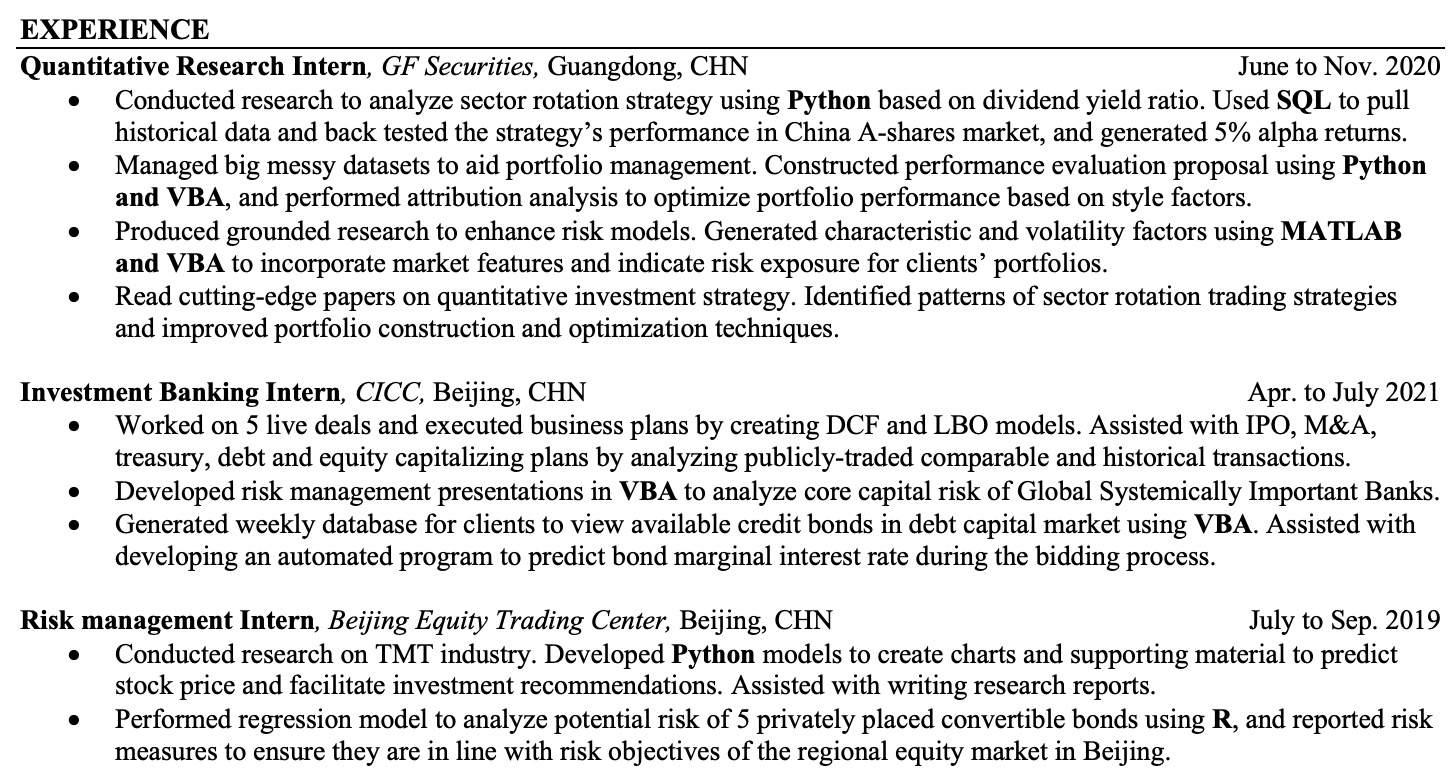 EXPERIENCE
Quantitative Research Intern, GF Securities, Guangdong, CHN June to Nov. 2020
• Conducted research to analyze sector rotation strategy using Python based on dividend yield ratio. Used SQL to pull
historical data and back tested the strategy’s performance in China A-shares market, and generated 5% alpha returns.
• Managed big messy datasets to aid portfolio management. Constructed performance evaluation proposal using Python
and VBA, and performed attribution analysis to optimize portfolio performance based on style factors.
• Produced grounded research to enhance risk models. Generated characteristic and volatility factors using MATLAB
and VBA to incorporate market features and indicate risk exposure for clients’ portfolios.
• Read cutting-edge papers on quantitative investment strategy. Identified patterns of sector rotation trading strategies
and improved portfolio construction and optimization techniques.
Investment Banking Intern, CICC, Beijing, CHN Apr. to July 2021
• Worked on 5 live deals and executed business plans by creating DCF and LBO models. Assisted with IPO, M&A,
treasury, debt and equity capitalizing plans by analyzing publicly-traded comparable and historical transactions.
• Developed risk management presentations in VBA to analyze core capital risk of Global Systemically Important Banks.
• Generated weekly database for clients to view available credit bonds in debt capital market using VBA. Assisted with
developing an automated program to predict bond marginal interest rate during the bidding process.
Risk management Intern, Beijing Equity Trading Center, Beijing, CHN July to Sep. 2019
• Conducted research on TMT industry. Developed Python models to create charts and supporting material to predict
stock price and facilitate investment recommendations. Assisted with writing research reports.
• Performed regression model to analyze potential risk of 5 privately placed convertible bonds using R, and reported risk
measures to ensure they are in line with risk objectives of the regional equity market in Beijing.